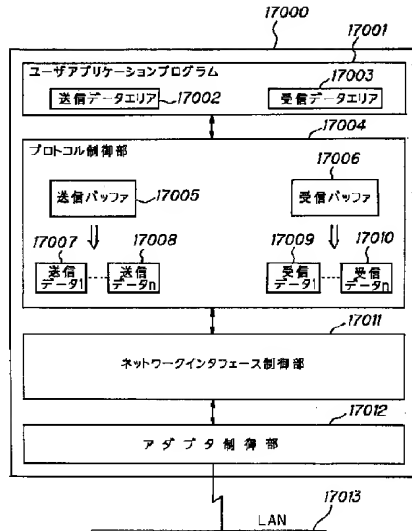 17000
17001
ユーザアプリケーションプログラム
17003
送信データエリア
17002
受信データエリア
17004
プロトコル制御部
17006
送信バッファ
17005
受信バッファ
17007
17008
17009
17010
送信データ1
送信データn
受信データ1
受信データn
17011
ネットワークインタフェース制御部
17012
アダプタ制御部
LAN
17013